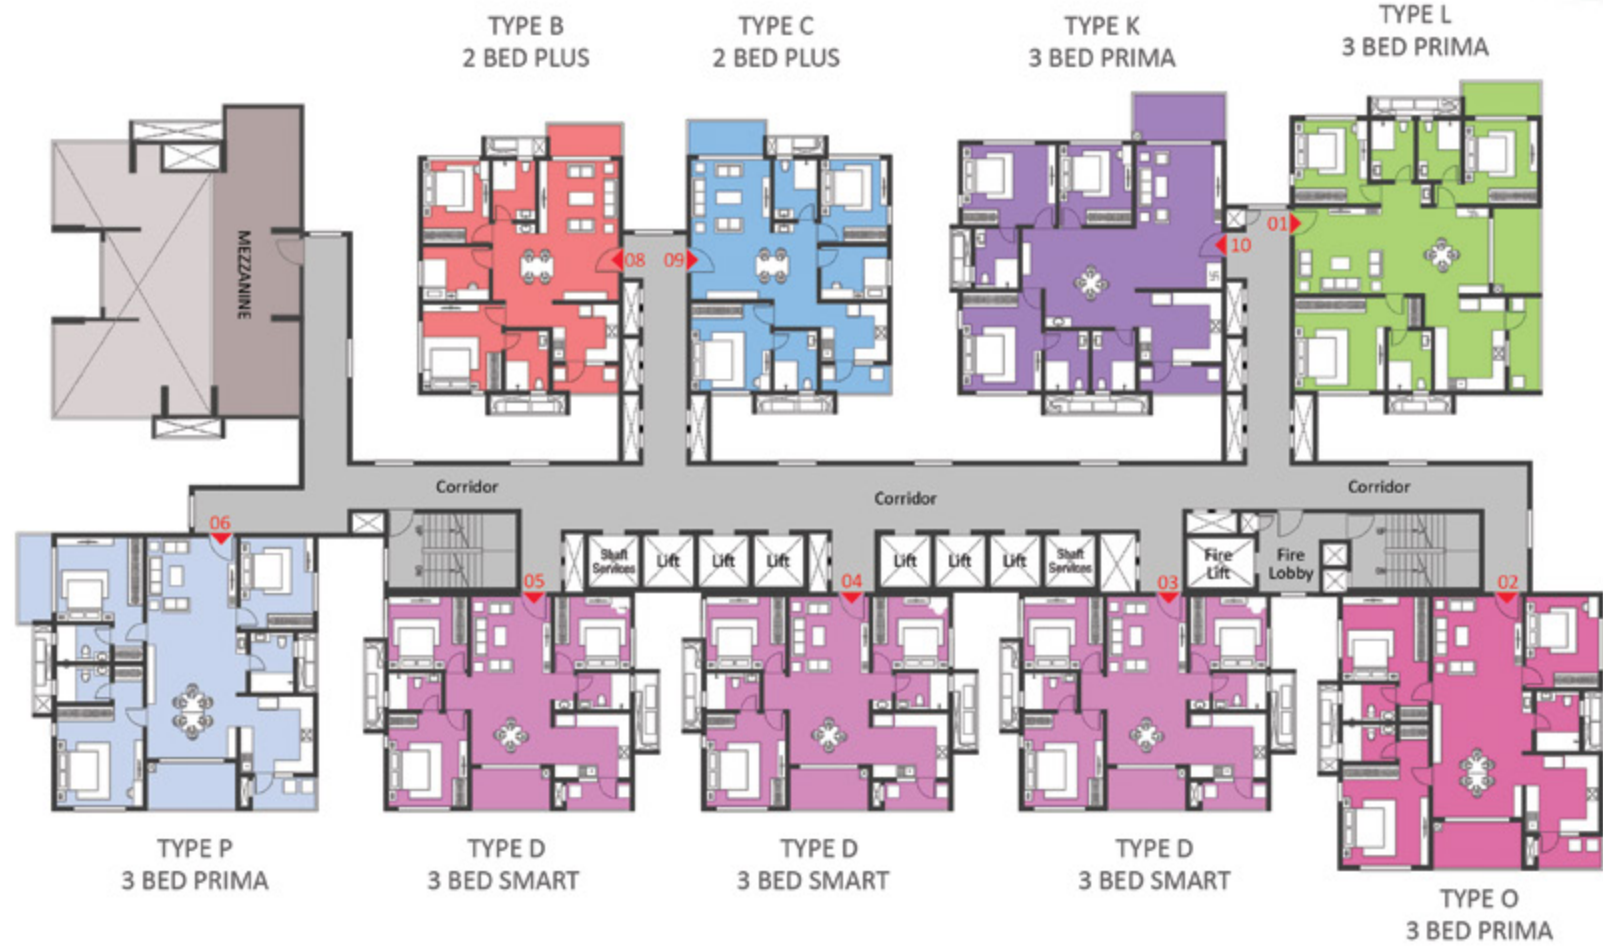 TYPE B
2 BED PLUS
TYPE C
2 BED PLUS
TYPE K
3 BED PRIMA
TYPE L
3 BED PRIMA
MEZZANINE
08
09
10
01
Corridor
Corridor
Corridor
06
05
04
03
02
Shaft
Services
Lift
Lift
Lift
Lift
Lift
Lift
Shaft
Services
Fire
Lift
Fire
Lobby
TYPE P
3 BED PRIMA
TYPE D
3 BED SMART
TYPE D
3 BED SMART
TYPE D
3 BED SMART
TYPE O
3 BED PRIMA